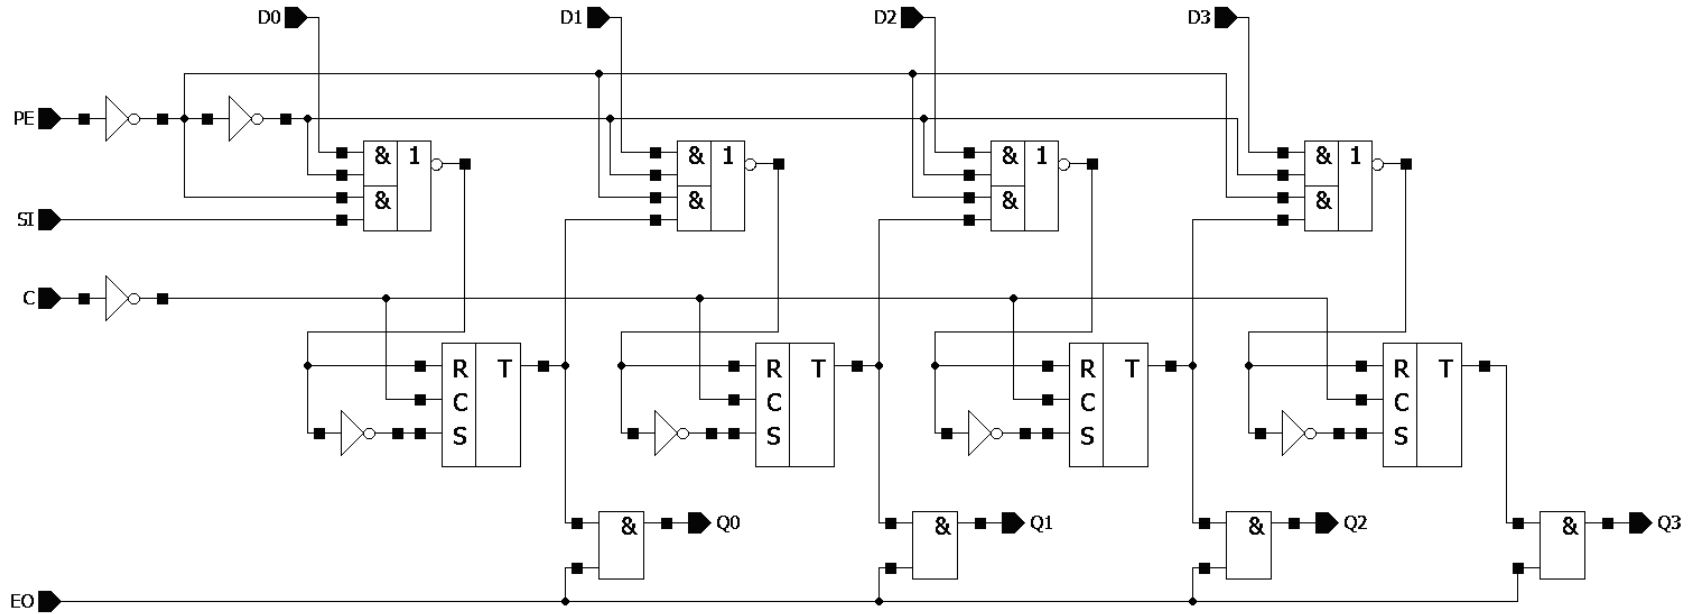 D0 D1 D2 D3
PE
& 1 & 1 & 1 & 1
& & & &
SI
C
R T R T R T R T
C C C C
S S S S
& Q0 & Q1 & Q2 & Q3
EO